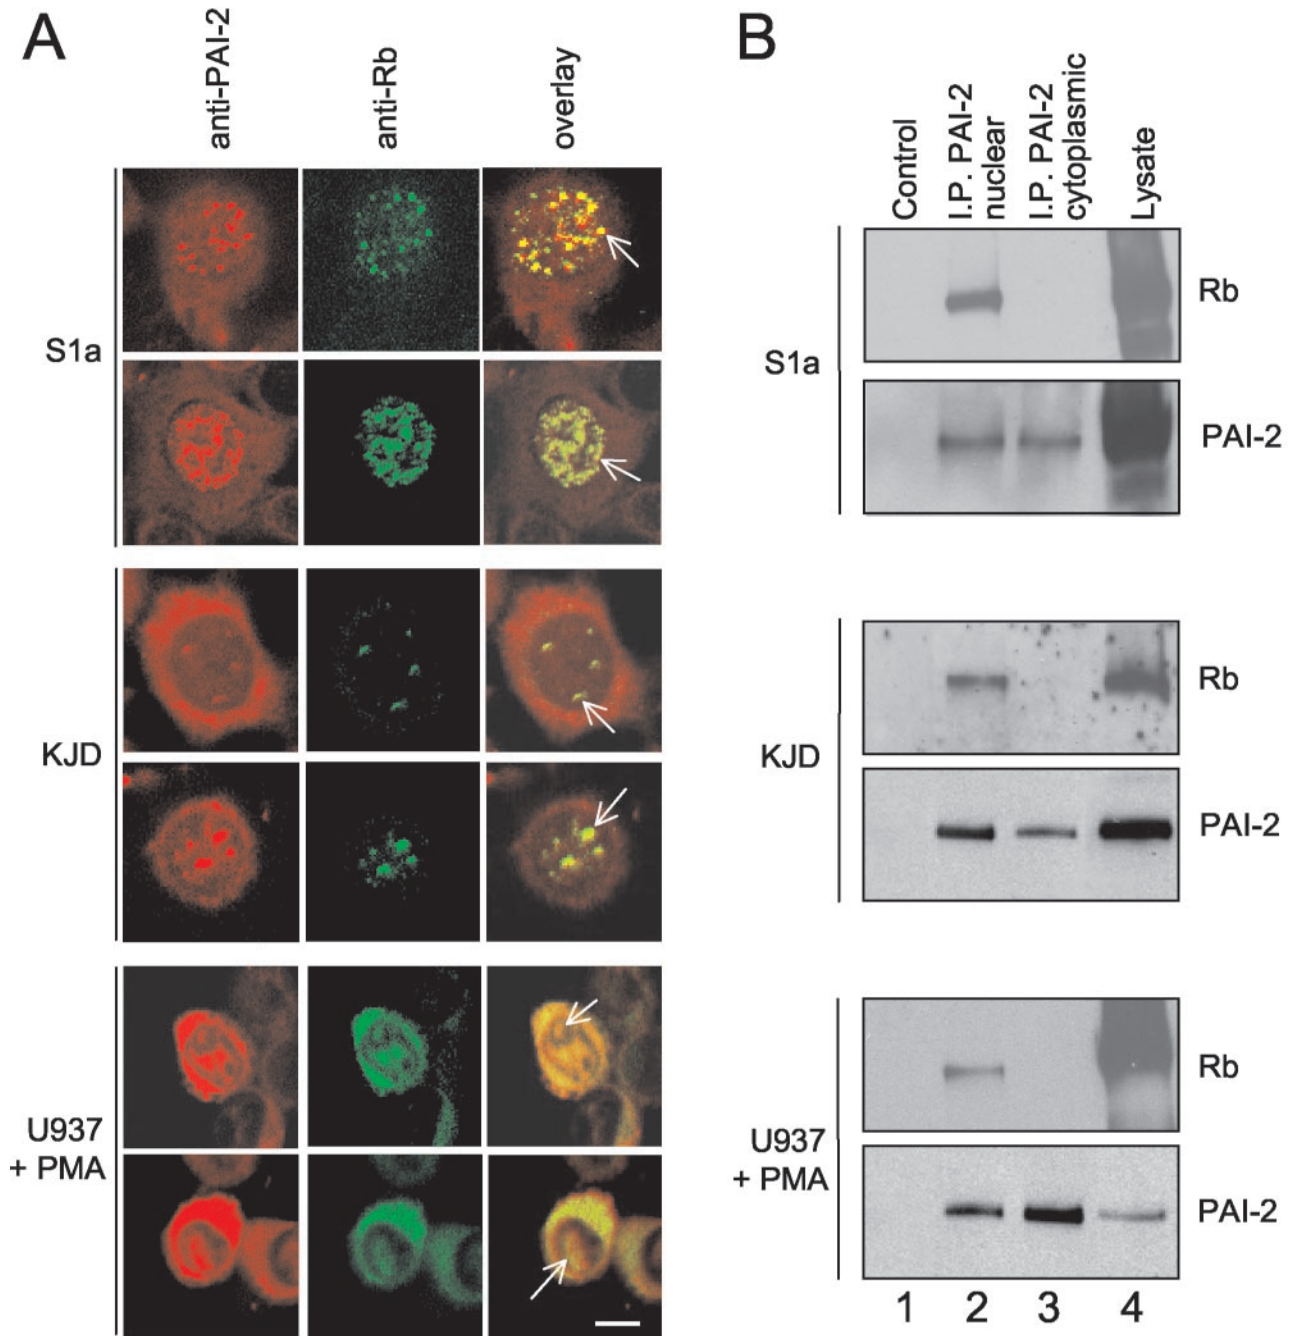 A
anti-PAI-2
anti-Rb
overlay
S1a
KJD
U937
+ PMA
B
Control
I.P. PAI-2
nuclear
I.P. PAI-2
cytoplasmic
Lysate
S1a
Rb
PAI-2
KJD
Rb
PAI-2
U937
+ PMA
Rb
PAI-2
1 2 3 4